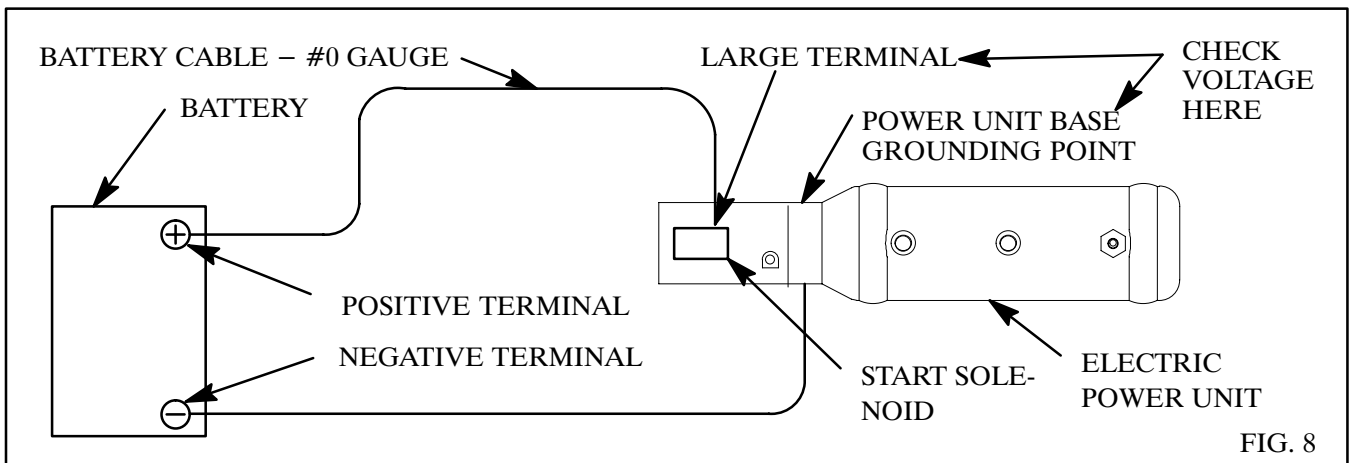 BATTERY CABLE – #0 GAUGE
BATTERY
LARGE TERMINAL
CHECK
VOLTAGE
HERE
POWER UNIT BASE
GROUNDING POINT
+
POSITIVE TERMINAL
NEGATIVE TERMINAL
−
START SOLE-
NOID
ELECTRIC
POWER UNIT
FIG. 8